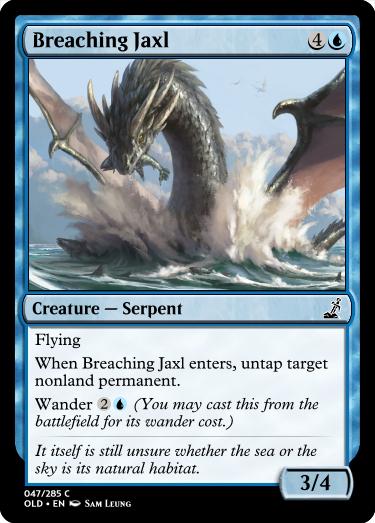 Breaching Jaxl 4
Creature — Serpent
Flying
When Breaching Jaxl enters, untap target
nonland permanent.
Wander 2 (You may cast this from the
battlefield for its wander cost.)
It itself is still unsure whether the sea or the
sky is its natural habitat.
3/4
047/285 C
OLD • EN SAM LEUNG